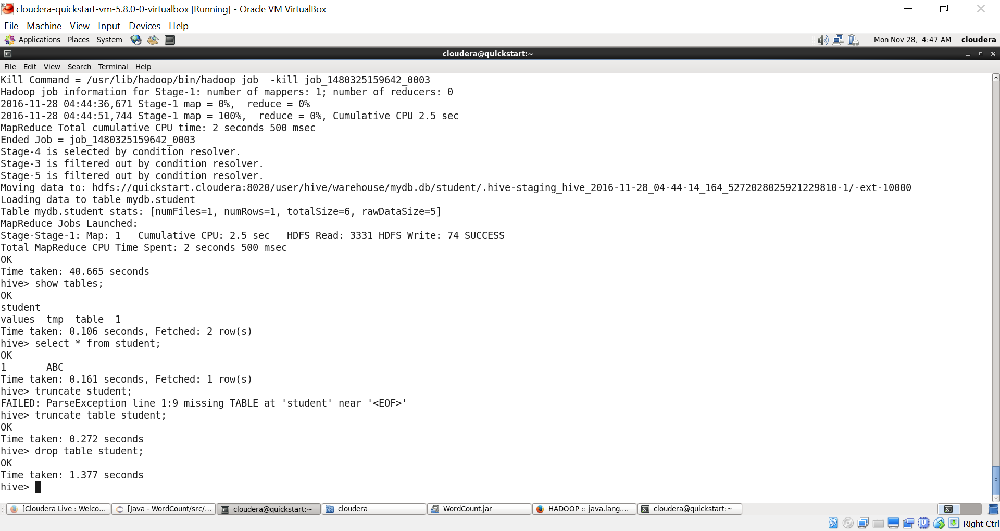 cloudera-quickstart-vm-5.8.0-0-virtualbox [Running] - Oracle VM VirtualBox
File Machine View Input Devices Help
Applications Places System Mon Nov 28, 4:47 AM cloudera
cloudera@quickstart:~
File Edit View Search Terminal Help
Kill Command = /usr/lib/hadoop/bin/hadoop job  -kill job_1480325159642_0003
Hadoop job information for Stage-1: number of mappers: 1; number of reducers: 0
2016-11-28 04:44:36,671 Stage-1 map = 0%,  reduce = 0%
2016-11-28 04:44:51,744 Stage-1 map = 100%,  reduce = 0%, Cumulative CPU 2.5 sec
MapReduce Total cumulative CPU time: 2 seconds 500 msec
Ended Job = job_1480325159642_0003
Stage-4 is selected by condition resolver.
Stage-3 is filtered out by condition resolver.
Stage-5 is filtered out by condition resolver.
Moving data to: hdfs://quickstart.cloudera:8020/user/hive/warehouse/mydb.db/student/.hive-staging_hive_2016-11-28_04-44-14_164_5272028025921229810-1/-ext-10000
Loading data to table mydb.student
Table mydb.student stats: [numFiles=1, numRows=1, totalSize=6, rawDataSize=5]
MapReduce Jobs Launched:
Stage-Stage-1: Map: 1   Cumulative CPU: 2.5 sec   HDFS Read: 3331 HDFS Write: 74 SUCCESS
Total MapReduce CPU Time Spent: 2 seconds 500 msec
OK
Time taken: 40.665 seconds
hive> show tables;
OK
student
values__tmp__table__1
Time taken: 0.106 seconds, Fetched: 2 row(s)
hive> select * from student;
OK
1       ABC
Time taken: 0.161 seconds, Fetched: 1 row(s)
hive> truncate student;
FAILED: ParseException line 1:9 missing TABLE at 'student' near '<EOF>'
hive> truncate table student;
OK
Time taken: 0.272 seconds
hive> drop table student;
OK
Time taken: 1.377 seconds
hive>
[Cloudera Live : Welco... [Java - WordCount/src/... cloudera@quickstart:~ cloudera WordCount.jar HADOOP :: java.lang.... cloudera@quickstart:~
Right Ctrl